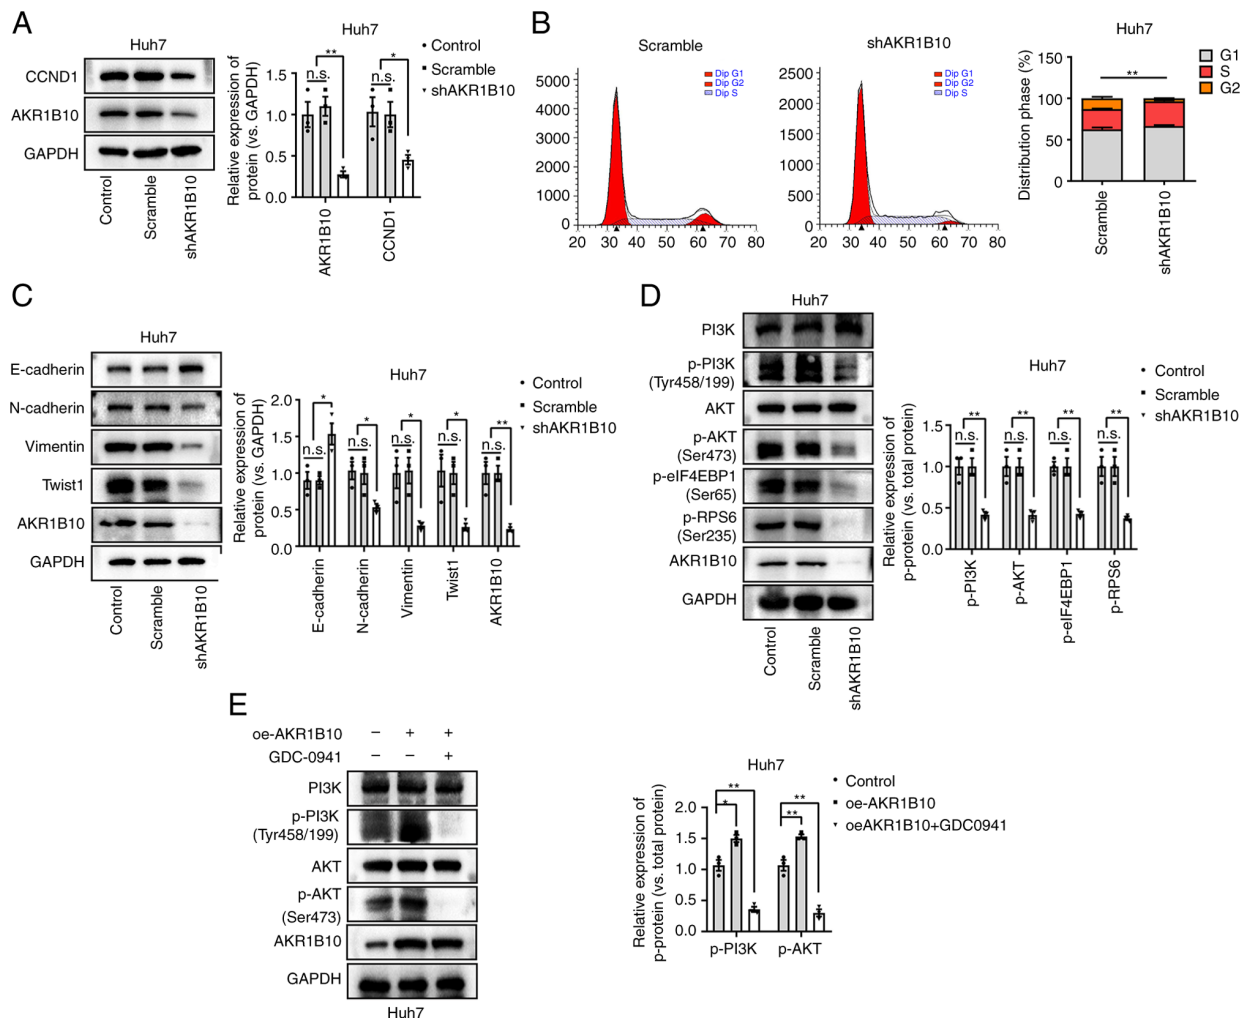 A
Huh7
CCND1
AKR1B10
GAPDH
Control
Scramble
shAKR1B10
Huh7
Relative expression of
protein (vs. GAPDH)
1.5
1.0
0.5
0.0
n.s.
**
n.s.
*
AKR1B10
CCND1
Control
Scramble
shAKR1B10
B
Scramble
5000
4000
3000
2000
1000
0
20 30 40 50 60 70 80
Dip G1
Dip G2
Dip S
shAKR1B10
2500
2000
1500
1000
500
0
20 30 40 50 60 70 80
Dip G1
Dip G2
Dip S
Huh7
Distribution phase (%)
150
100
50
0
**
Scramble
shAKR1B10
G1
S
G2
C
Huh7
E-cadherin
N-cadherin
Vimentin
Twist1
AKR1B10
GAPDH
Control
Scramble
shAKR1B10
Huh7
Relative expression of
protein (vs. GAPDH)
2.0
1.5
1.0
0.5
0.0
n.s.
*
n.s.
*
n.s.
*
n.s.
*
n.s.
**
E-cadherin
N-cadherin
Vimentin
Twist1
AKR1B10
Control
Scramble
shAKR1B10
D
Huh7
PI3K
p-PI3K
(Tyr458/199)
AKT
p-AKT
(Ser473)
p-eIF4EBP1
(Ser65)
p-RPS6
(Ser235)
AKR1B10
GAPDH
Control
Scramble
shAKR1B10
Huh7
Relative expression of
p-protein (vs. total protein)
1.5
1.0
0.5
0.0
n.s.
**
n.s.
**
n.s.
**
n.s.
**
p-PI3K
p-AKT
p-eIF4EBP1
p-RPS6
Control
Scramble
shAKR1B10
E
oe-AKR1B10 − + +
GDC-0941 − − +
PI3K
p-PI3K
(Tyr458/199)
AKT
p-AKT
(Ser473)
AKR1B10
GAPDH
Huh7
Huh7
Relative expression of
p-protein (vs. total protein)
2.0
1.5
1.0
0.5
0.0
**
*
**
**
p-PI3K
p-AKT
Control
oe-AKR1B10
oeAKR1B10+GDC0941